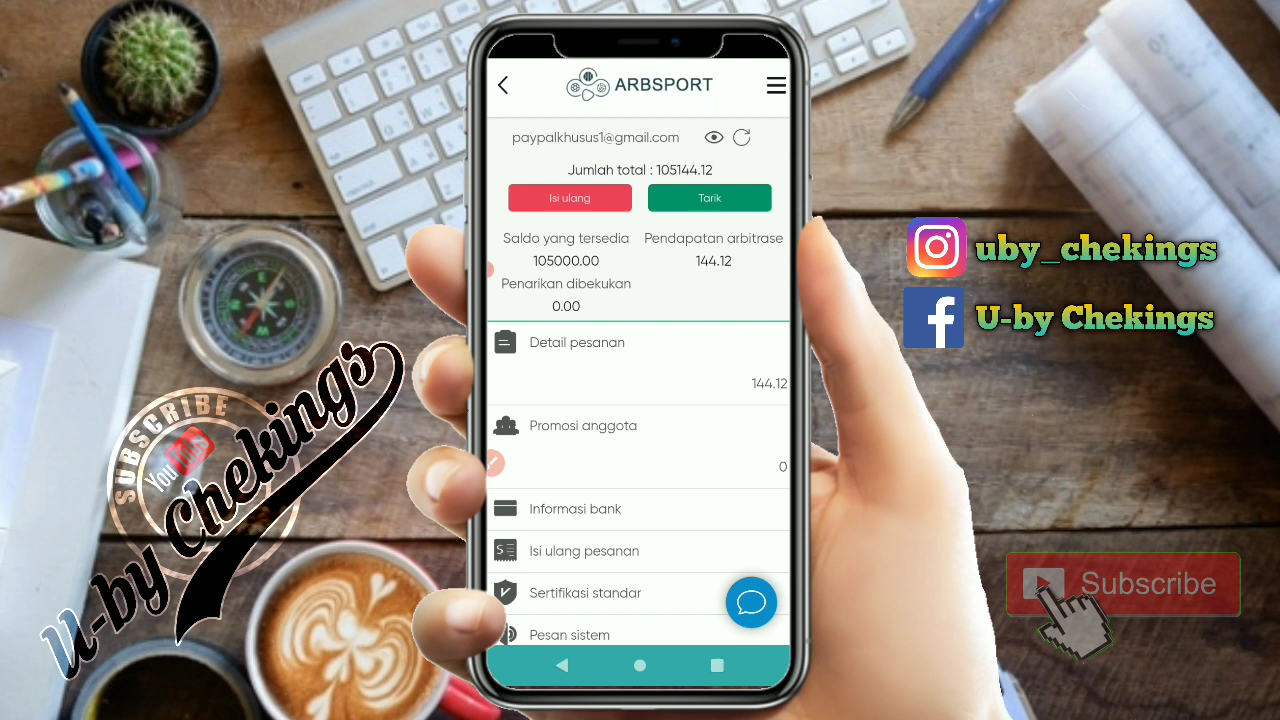 ARBSPORT
paypalkhusus1@gmail.com
Jumlah total : 105144.12
Isi ulang
Tarik
Saldo yang tersedia
105000.00
Pendapatan arbitrase
144.12
Penarikan dibekukan
0.00
Detail pesanan
144.12
Promosi anggota
0
Informasi bank
Isi ulang pesanan
Sertifikasi standar
Pesan sistem
uby_chekings
U-by Chekings
SUBSCRIBE
YouTube
U-by Chekings
Subscribe